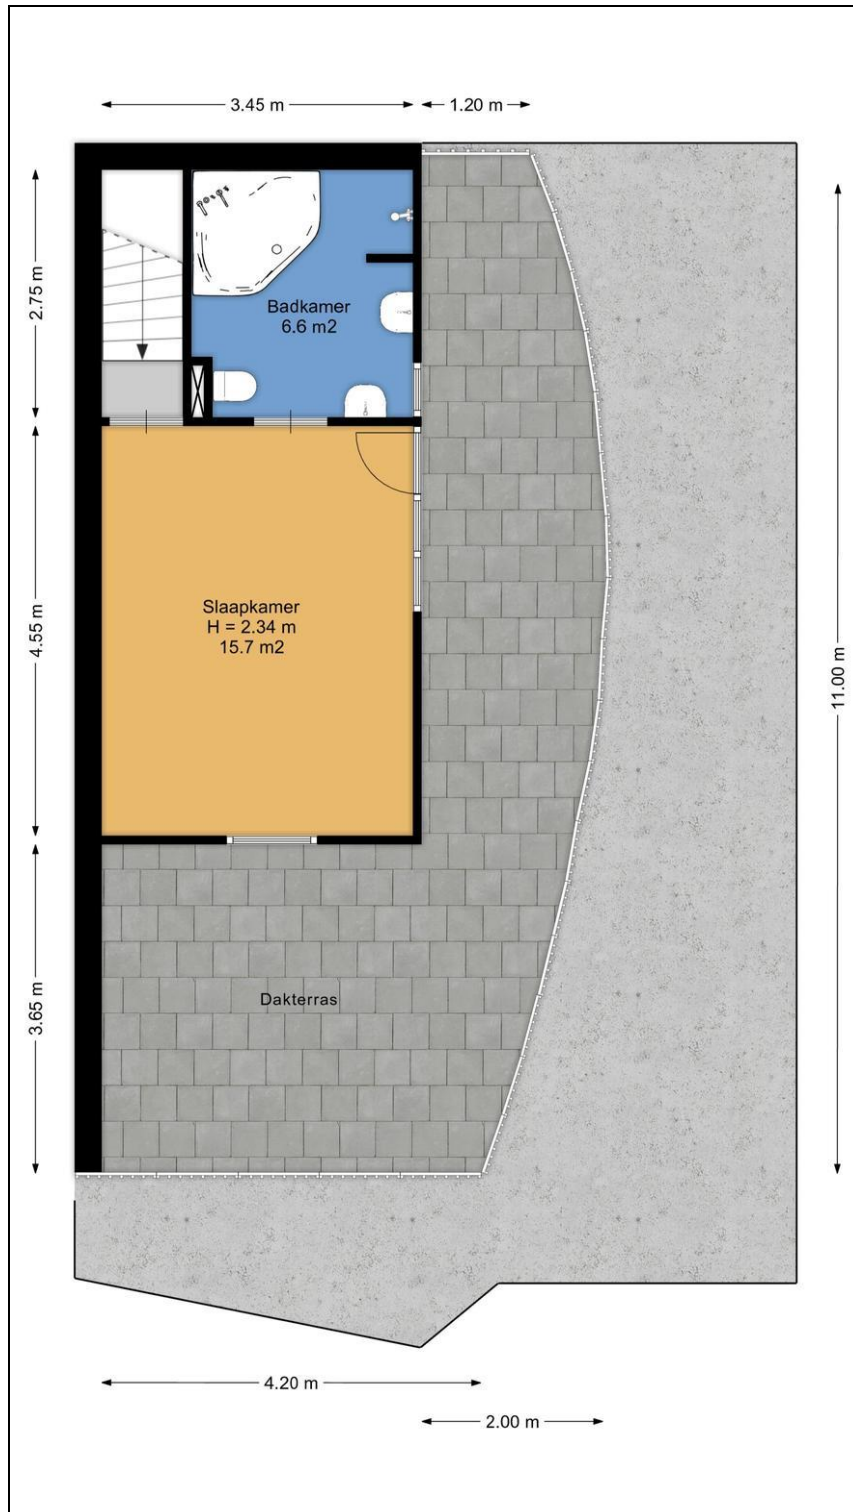 3.45 m
1.20 m
2.75 m
Badkamer
6.6 m2
4.55 m
Slaapkamer
H = 2.34 m
15.7 m2
11.00 m
3.65 m
Dakterras
4.20 m
2.00 m